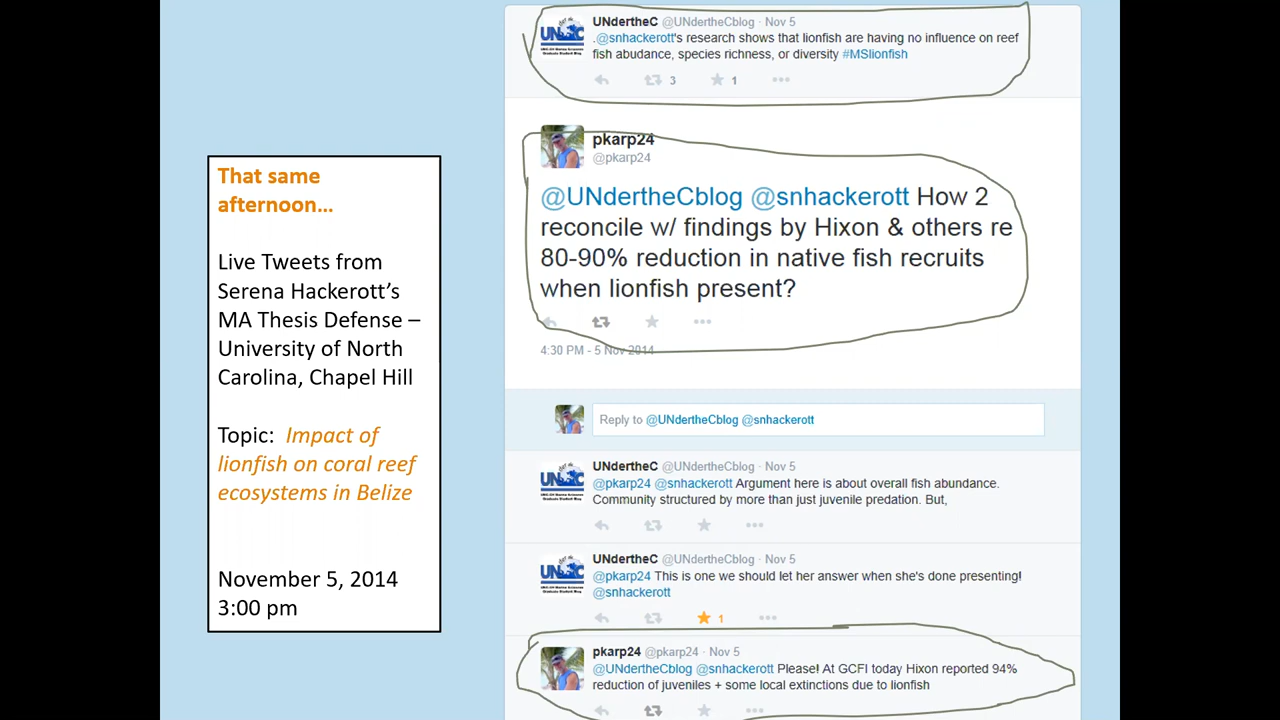 That same
afternoon…
Live Tweets from
Serena Hackerott’s
MA Thesis Defense –
University of North
Carolina, Chapel Hill
Topic: Impact of
lionfish on coral reef
ecosystems in Belize
November 5, 2014
3:00 pm
UNdertheC @UNdertheCblog · Nov 5
.@snhackerott's research shows that lionfish are having no influence on reef
fish abudance, species richness, or diversity #MSlionfish
3 1
pkarp24
@pkarp24
@UNdertheCblog @snhackerott How 2
reconcile w/ findings by Hixon & others re
80-90% reduction in native fish recruits
when lionfish present?
4:30 PM - 5 Nov 2014
Reply to @UNdertheCblog @snhackerott
UNdertheC @UNdertheCblog · Nov 5
@pkarp24 @snhackerott Argument here is about overall fish abundance.
Community structured by more than just juvenile predation. But,
UNdertheC @UNdertheCblog · Nov 5
@pkarp24 This is one we should let her answer when she's done presenting!
@snhackerott
1
pkarp24 @pkarp24 · Nov 5
@UNdertheCblog @snhackerott Please! At GCFI today Hixon reported 94%
reduction of juveniles + some local extinctions due to lionfish